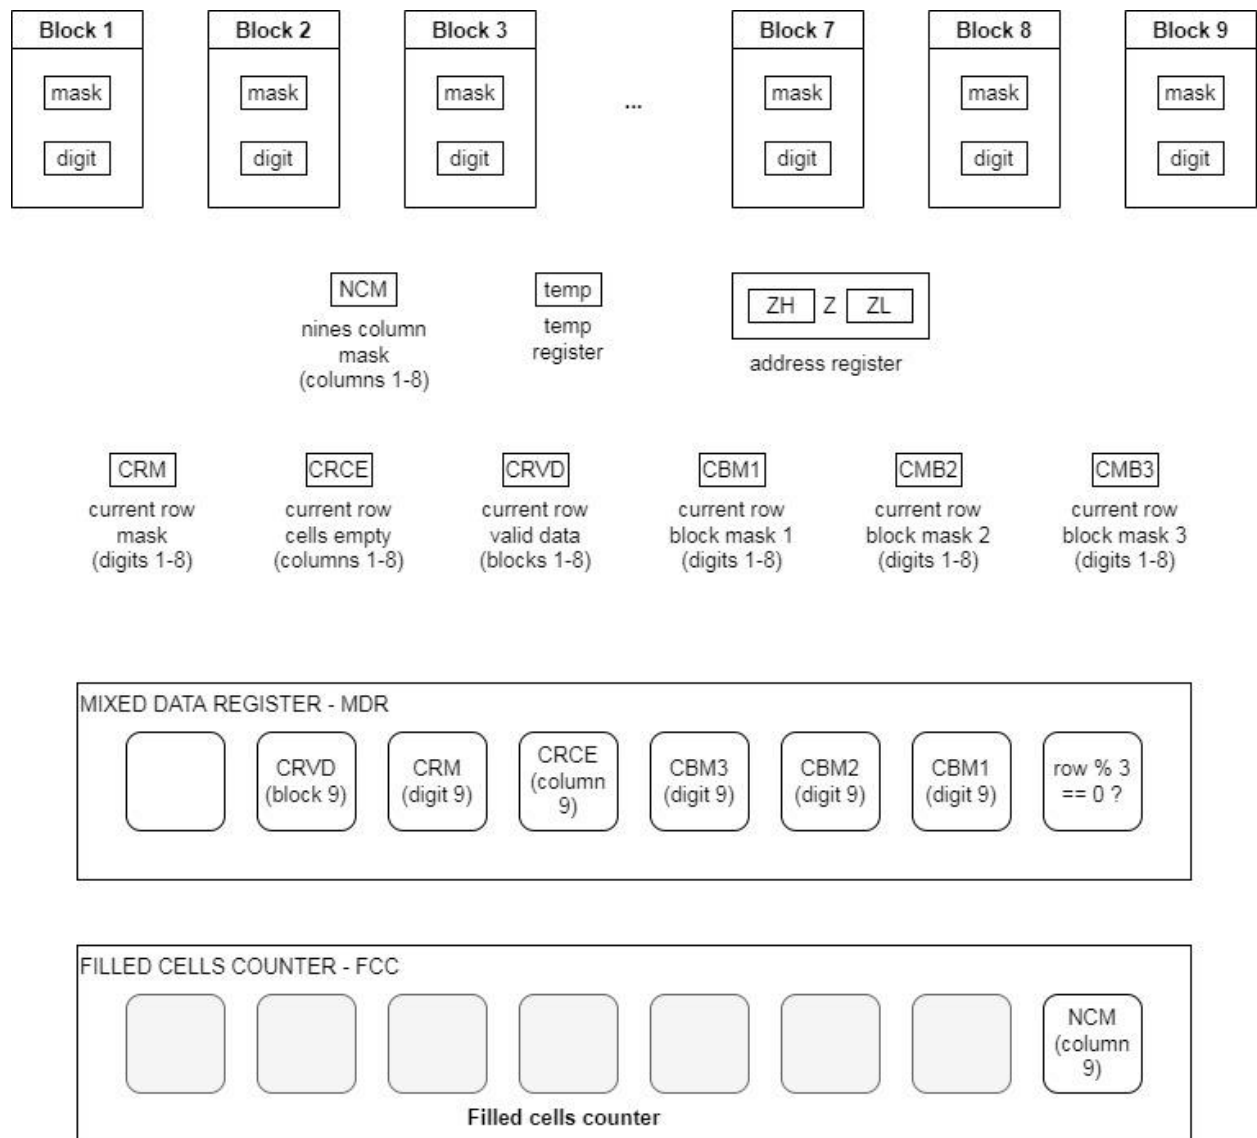 Block 1
Block 2
Block 3
Block 7
Block 8
Block 9
mask
mask
mask
...
mask
mask
mask
digit
digit
digit
digit
digit
digit
NCM
nines column
mask
(columns 1-8)
temp
temp
register
ZH Z ZL
address register
CRM
current row
mask
(digits 1-8)
CRCE
current row
cells empty
(columns 1-8)
CRVD
current row
valid data
(blocks 1-8)
CBM1
current row
block mask 1
(digits 1-8)
CMB2
current row
block mask 2
(digits 1-8)
CMB3
current row
block mask 3
(digits 1-8)
MIXED DATA REGISTER - MDR
CRVD
(block 9)
CRM
(digit 9)
CRCE
(column
9)
CBM3
(digit 9)
CBM2
(digit 9)
CBM1
(digit 9)
row % 3
== 0 ?
FILLED CELLS COUNTER - FCC
NCM
(column
9)
Filled cells counter